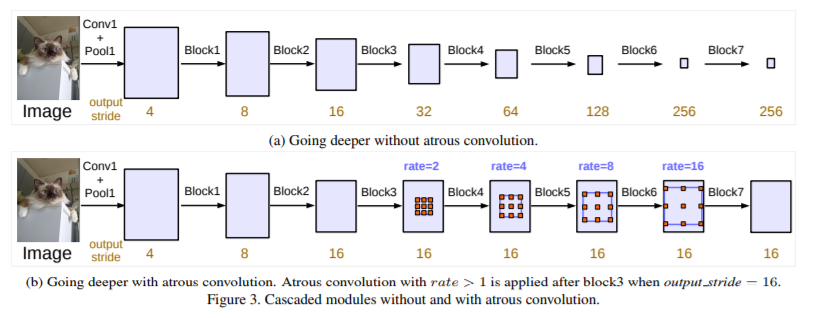 Conv1
+
Pool1
Block1 Block2 Block3 Block4 Block5 Block6 Block7
Image
output
stride
4 8 16 32 64 128 256 256
(a) Going deeper without atrous convolution.
rate=2 rate=4 rate=8 rate=16
Conv1
+
Pool1
Block1 Block2 Block3 Block4 Block5 Block6 Block7
Image
output
stride
4 8 16 16 16 16 16 16
(b) Going deeper with atrous convolution. Atrous convolution with rate > 1 is applied after block3 when output_stride = 16.
Figure 3. Cascaded modules without and with atrous convolution.